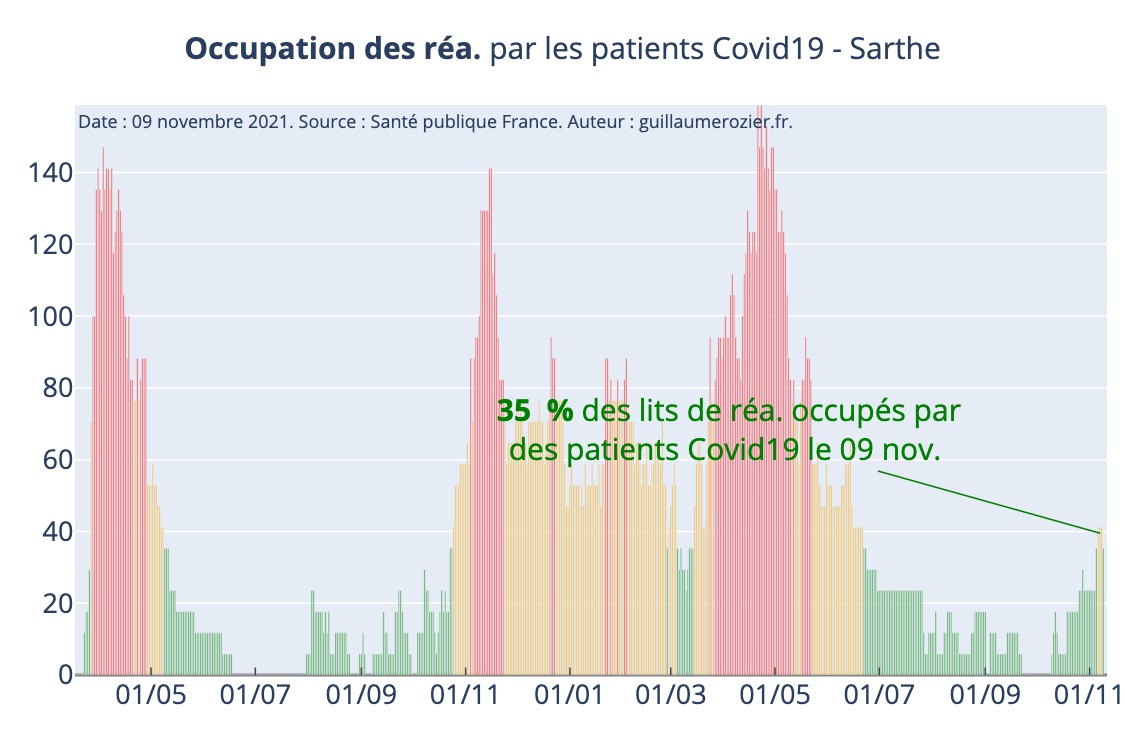 Occupation des réa. par les patients Covid19 - Sarthe
Date : 09 novembre 2021. Source : Santé publique France. Auteur : guillaumerozier.fr.
140
120
100
80
35 % des lits de réa. occupés par
des patients Covid19 le 09 nov.
60
40
20
0
01/05 01/07 01/09 01/11 01/01 01/03 01/05 01/07 01/09 01/11